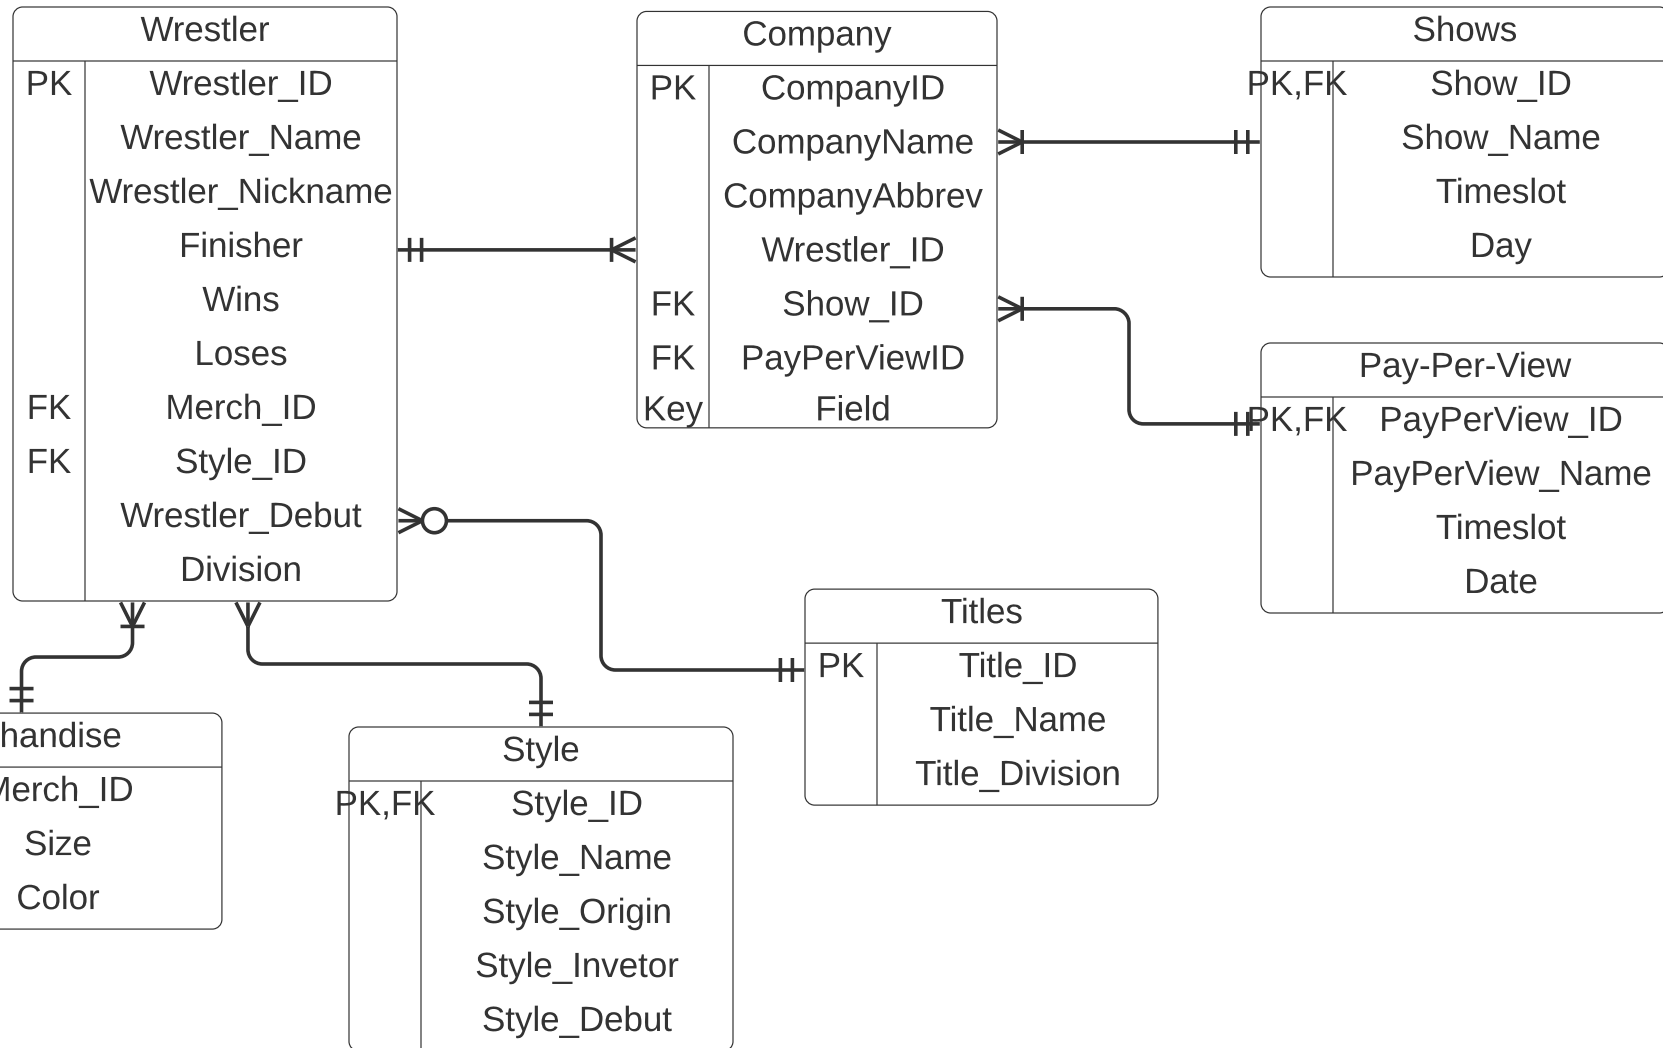 Wrestler
PK Wrestler_ID
Wrestler_Name
Wrestler_Nickname
Finisher
Wins
Loses
FK Merch_ID
FK Style_ID
Wrestler_Debut
Division
Company
PK CompanyID
CompanyName
CompanyAbbrev
Wrestler_ID
FK Show_ID
FK PayPerViewID
Key Field
Shows
PK,FK Show_ID
Show_Name
Timeslot
Day
Pay-Per-View
PK,FK PayPerView_ID
PayPerView_Name
Timeslot
Date
Titles
PK Title_ID
Title_Name
Title_Division
handise
Merch_ID
Size
Color
Style
PK,FK Style_ID
Style_Name
Style_Origin
Style_Invetor
Style_Debut